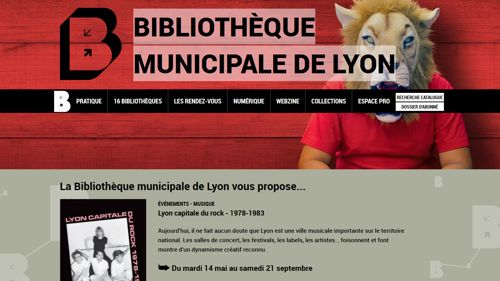 BIBLIOTHÈQUE
MUNICIPALE DE LYON
PRATIQUE
16 BIBLIOTHÈQUES
LES RENDEZ-VOUS
NUMÉRIQUE
WEBZINE
COLLECTIONS
ESPACE PRO
RECHERCHE CATALOGUE
DOSSIER D'ABONNÉ
La Bibliothèque municipale de Lyon vous propose...
LYON CAPITALE
DU ROCK 1978-1983
ÉVÉNEMENTS - MUSIQUE
Lyon capitale du rock - 1978-1983
Aujourd'hui, il ne fait aucun doute que Lyon est une ville musicale importante sur le territoire
national. Les salles de concert, les festivals, les labels, les artistes... foisonnent et font
montre d'un dynamisme créatif reconnu.
Du mardi 14 mai au samedi 21 septembre